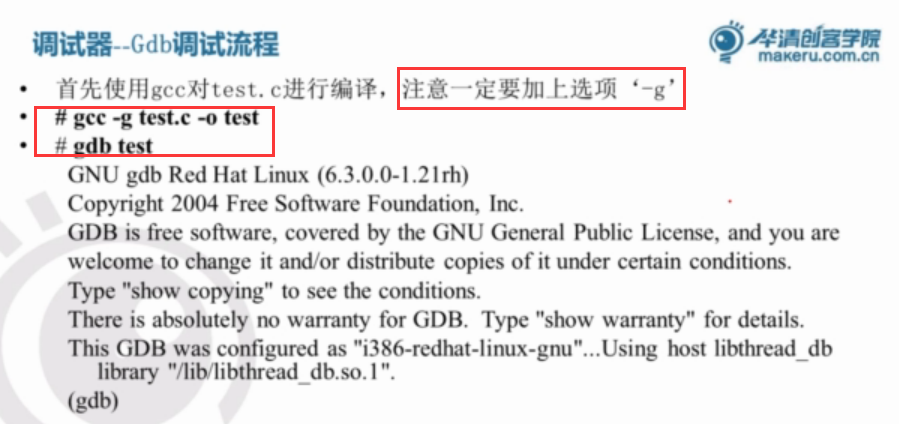 调试器--Gdb调试流程
华清创客学院
makeru.com.cn
• 首先使用gcc对test.c进行编译，注意一定要加上选项‘-g’
• # gcc -g test.c -o test
• # gdb test
GNU gdb Red Hat Linux (6.3.0.0-1.21rh)
Copyright 2004 Free Software Foundation, Inc.
GDB is free software, covered by the GNU General Public License, and you are
welcome to change it and/or distribute copies of it under certain conditions.
Type "show copying" to see the conditions.
There is absolutely no warranty for GDB. Type "show warranty" for details.
This GDB was configured as "i386-redhat-linux-gnu"...Using host libthread_db
library "/lib/libthread_db.so.1".
(gdb)